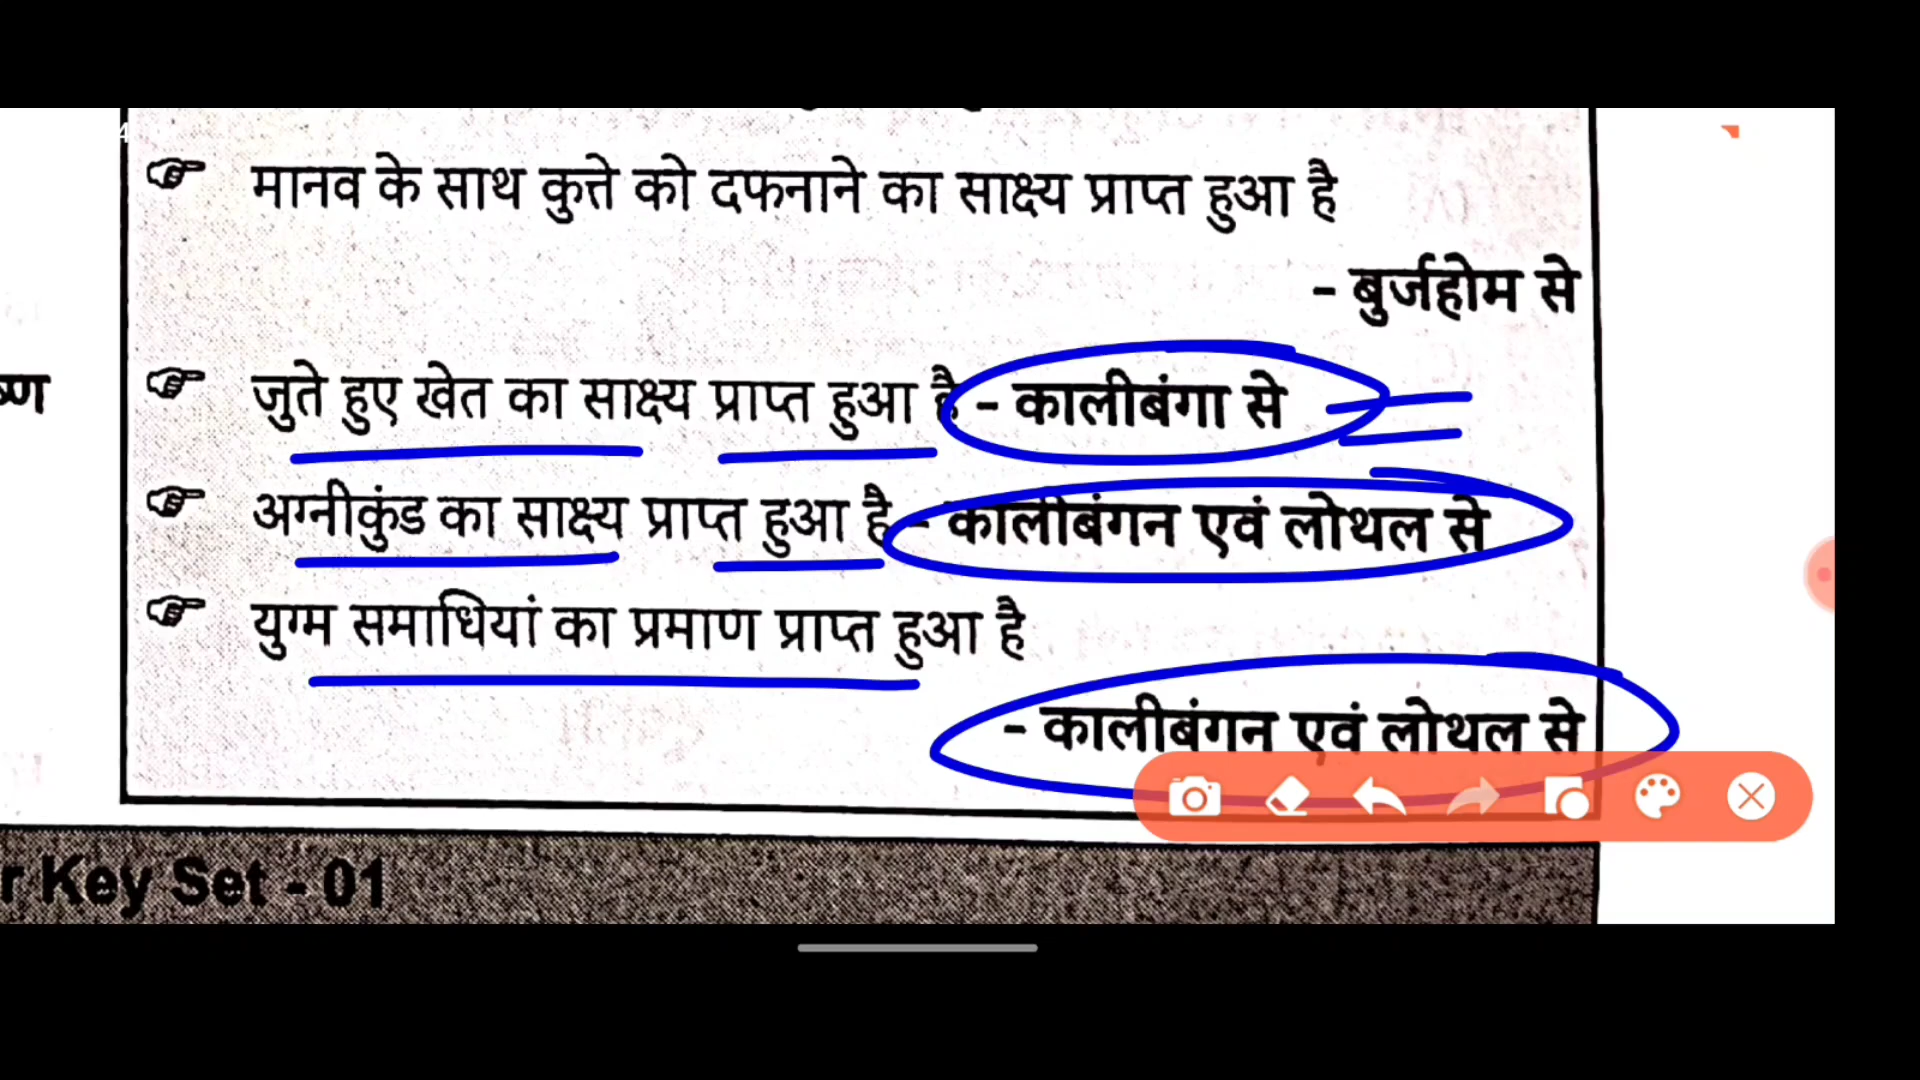 मानव के साथ कुत्ते को दफनाने का साक्ष्य प्राप्त हुआ है
- बुर्जहोम से
जुते हुए खेत का साक्ष्य प्राप्त हुआ है - कालीबंगा से
अग्नीकुंड का साक्ष्य प्राप्त हुआ है - कालीबंगन एवं लोथल से
युग्म समाधियां का प्रमाण प्राप्त हुआ है
- कालीबंगन एवं लोथल से
r Key Set - 01